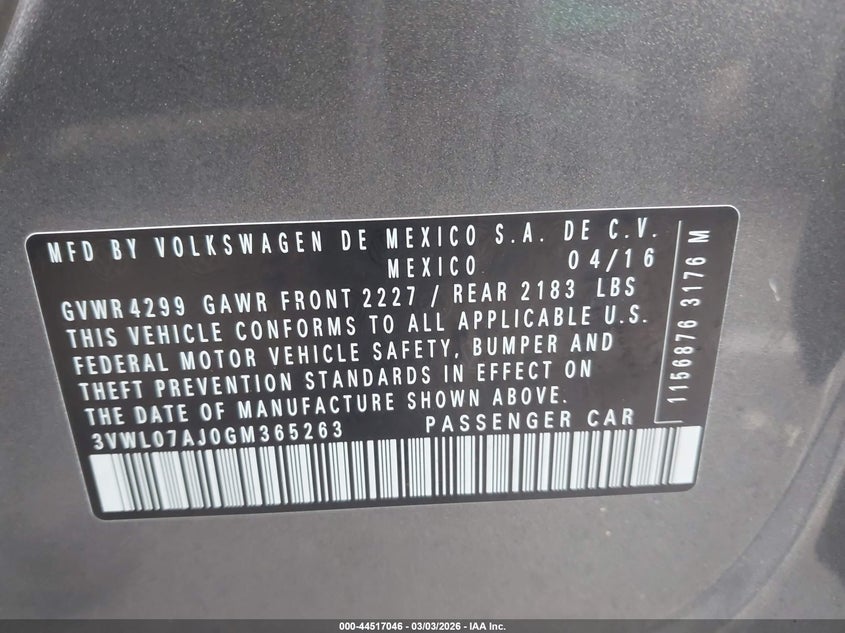 MFD BY VOLKSWAGEN DE MEXICO S.A. DE C.V.
MEXICO 04/16
GVWR4299 GAWR FRONT 2227 / REAR 2183 LBS
THIS VEHICLE CONFORMS TO ALL APPLICABLE U.S.
FEDERAL MOTOR VEHICLE SAFETY, BUMPER AND
THEFT PREVENTION STANDARDS IN EFFECT ON
THE DATE OF MANUFACTURE SHOWN ABOVE.
3VWL07AJ0GM365263 PASSENGER CAR
1156876 3176 M
000-44517046 - 03/03/2026 - IAA Inc.